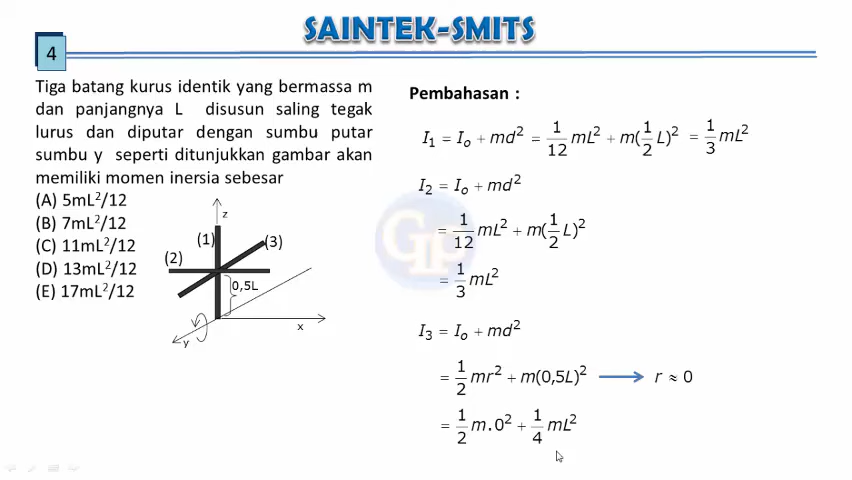 SAINTEK-SMITS
4
Tiga batang kurus identik yang bermassa m
dan panjangnya L disusun saling tegak
lurus dan diputar dengan sumbu putar
sumbu y seperti ditunjukkan gambar akan
memiliki momen inersia sebesar
(A) 5mL²/12
(B) 7mL²/12
(C) 11mL²/12
(D) 13mL²/12
(E) 17mL²/12
z
(1)
(3)
(2)
0,5L
x
y
Pembahasan :
I₁ = Iₒ + md² = 1/12 mL² + m(1/2 L)² = 1/3 mL²
I₂ = Iₒ + md²
= 1/12 mL² + m(1/2 L)²
= 1/3 mL²
I₃ = Iₒ + md²
= 1/2 mr² + m(0,5L)² → r ≈ 0
= 1/2 m.0² + 1/4 mL²